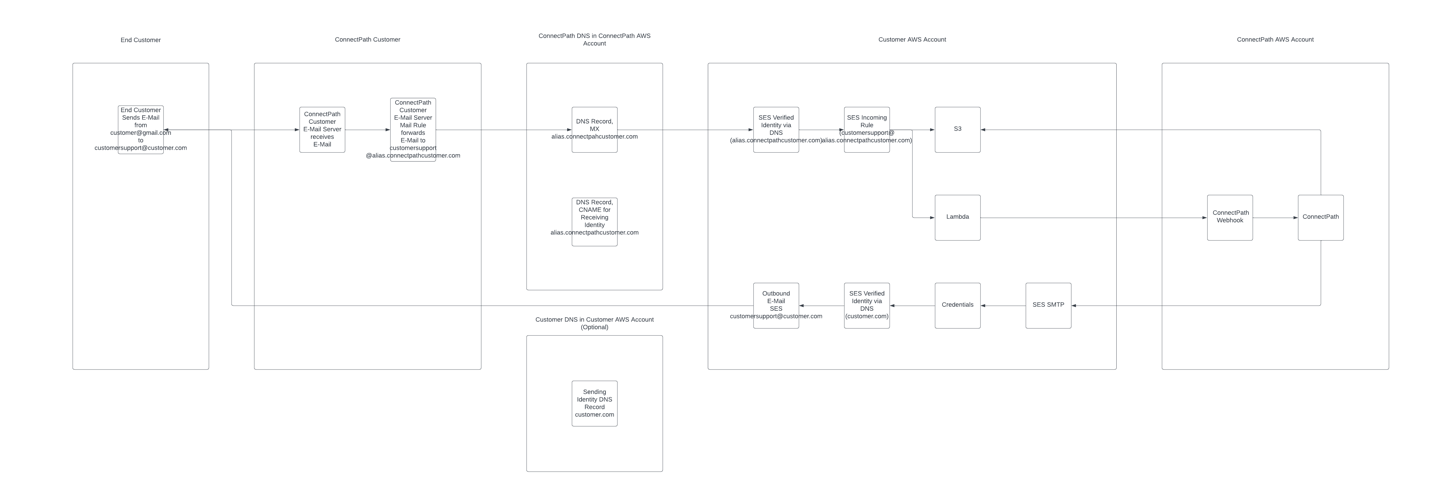 End Customer
ConnectPath Customer
ConnectPath DNS in ConnectPath AWS
Account
Customer AWS Account
ConnectPath AWS Account
End Customer
Sends E-Mail
from
customer@gmail.com
to
customersupport@customer.com
ConnectPath
Customer
E-Mail Server
receives
E-Mail
ConnectPath
Customer
E-Mail Server
Mail Rule
forwards
E-Mail to
customersupport
@alias.connectpathcustomer.com
DNS Record,
MX
alias.connectpahcustomer.com
SES Verified
Identity via
DNS
(alias.connectpathcustomer.com)
SES Incoming
Rule
(customersupport@
alias.connectpathcustomer.com)
S3
DNS Record,
CNAME for
Receiving
Identity
alias.connectpathcustomer.com
Lambda
ConnectPath
Webhook
ConnectPath
Outbound
E-Mail
SES
customersupport@customer.com
SES Verified
Identity via
DNS
(customer.com)
Credentials
SES SMTP
Customer DNS in Customer AWS Account
(Optional)
Sending
Identity DNS
Record
customer.com